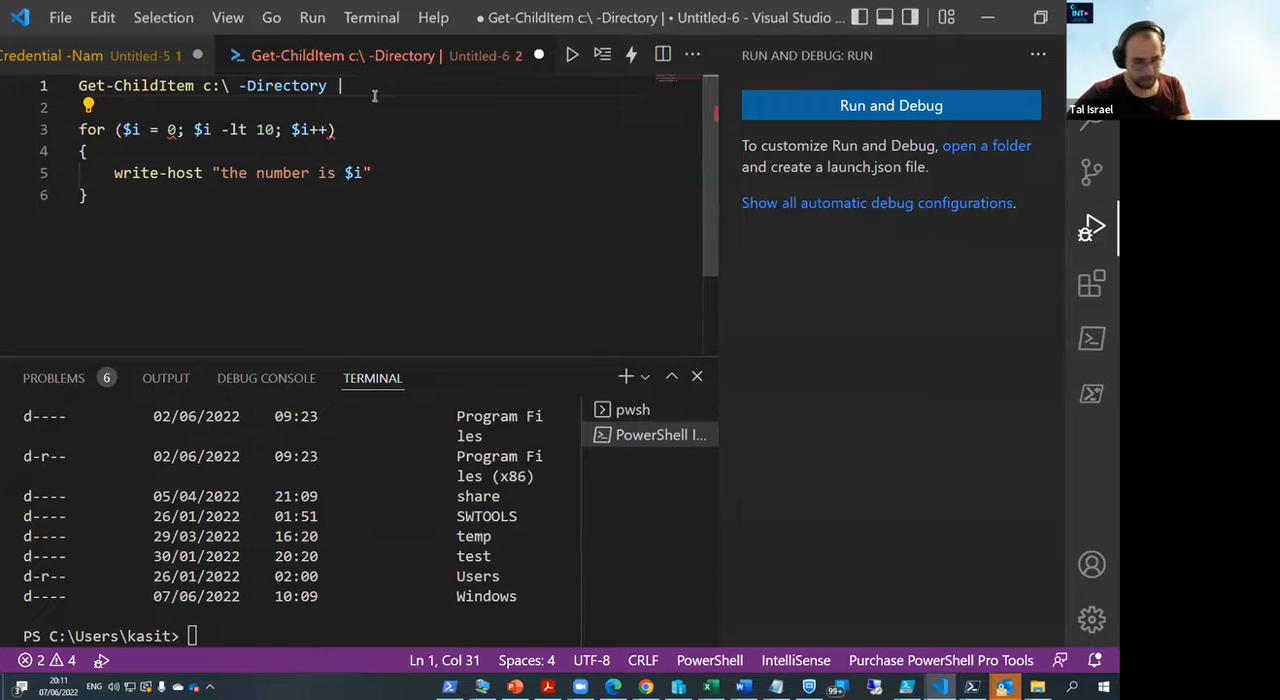 File Edit Selection View Go Run Terminal Help ● Get-ChildItem c:\ -Directory | • Untitled-6 - Visual Studio ...
INT
Credential -Nam Untitled-5 1 Get-ChildItem c:\ -Directory | Untitled-6 2
RUN AND DEBUG: RUN
Tal Israel
1 Get-ChildItem c:\ -Directory |
2
3 for ($i = 0; $i -lt 10; $i++)
4 {
5 write-host "the number is $i"
6 }
Run and Debug
To customize Run and Debug, open a folder
and create a launch.json file.
Show all automatic debug configurations.
PROBLEMS 6 OUTPUT DEBUG CONSOLE TERMINAL
pwsh
PowerShell I...
d---- 02/06/2022 09:23 Program Fi
les
d-r-- 02/06/2022 09:23 Program Fi
les (x86)
d---- 05/04/2022 21:09 share
d---- 26/01/2022 01:51 SWTOOLS
d---- 29/03/2022 16:20 temp
d---- 30/01/2022 20:20 test
d-r-- 26/01/2022 02:00 Users
d---- 07/06/2022 10:09 Windows
PS C:\Users\kasit>
2 4 Ln 1, Col 31 Spaces: 4 UTF-8 CRLF PowerShell IntelliSense Purchase PowerShell Pro Tools
3 20:11 ENG 99+
07/06/2022